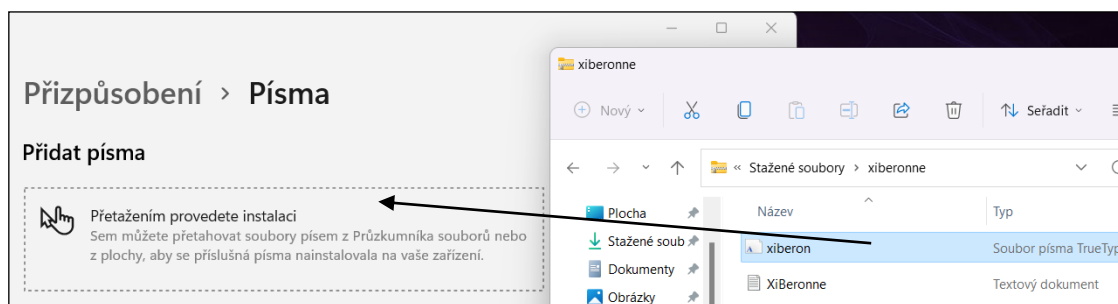 Přizpůsobení › Písma
Přidat písma
Přetažením provedete instalaci
Sem můžete přetahovat soubory písem z Průzkumníka souborů nebo
z plochy, aby se příslušná písma nainstalovala na vaše zařízení.
xiberonne
Nový
Seřadit
« Stažené soubory › xiberonne
Plocha
Stažené soub
Dokumenty
Obrázky
Název Typ
xiberon Soubor písma TrueTyp
XiBeronne Textový dokument